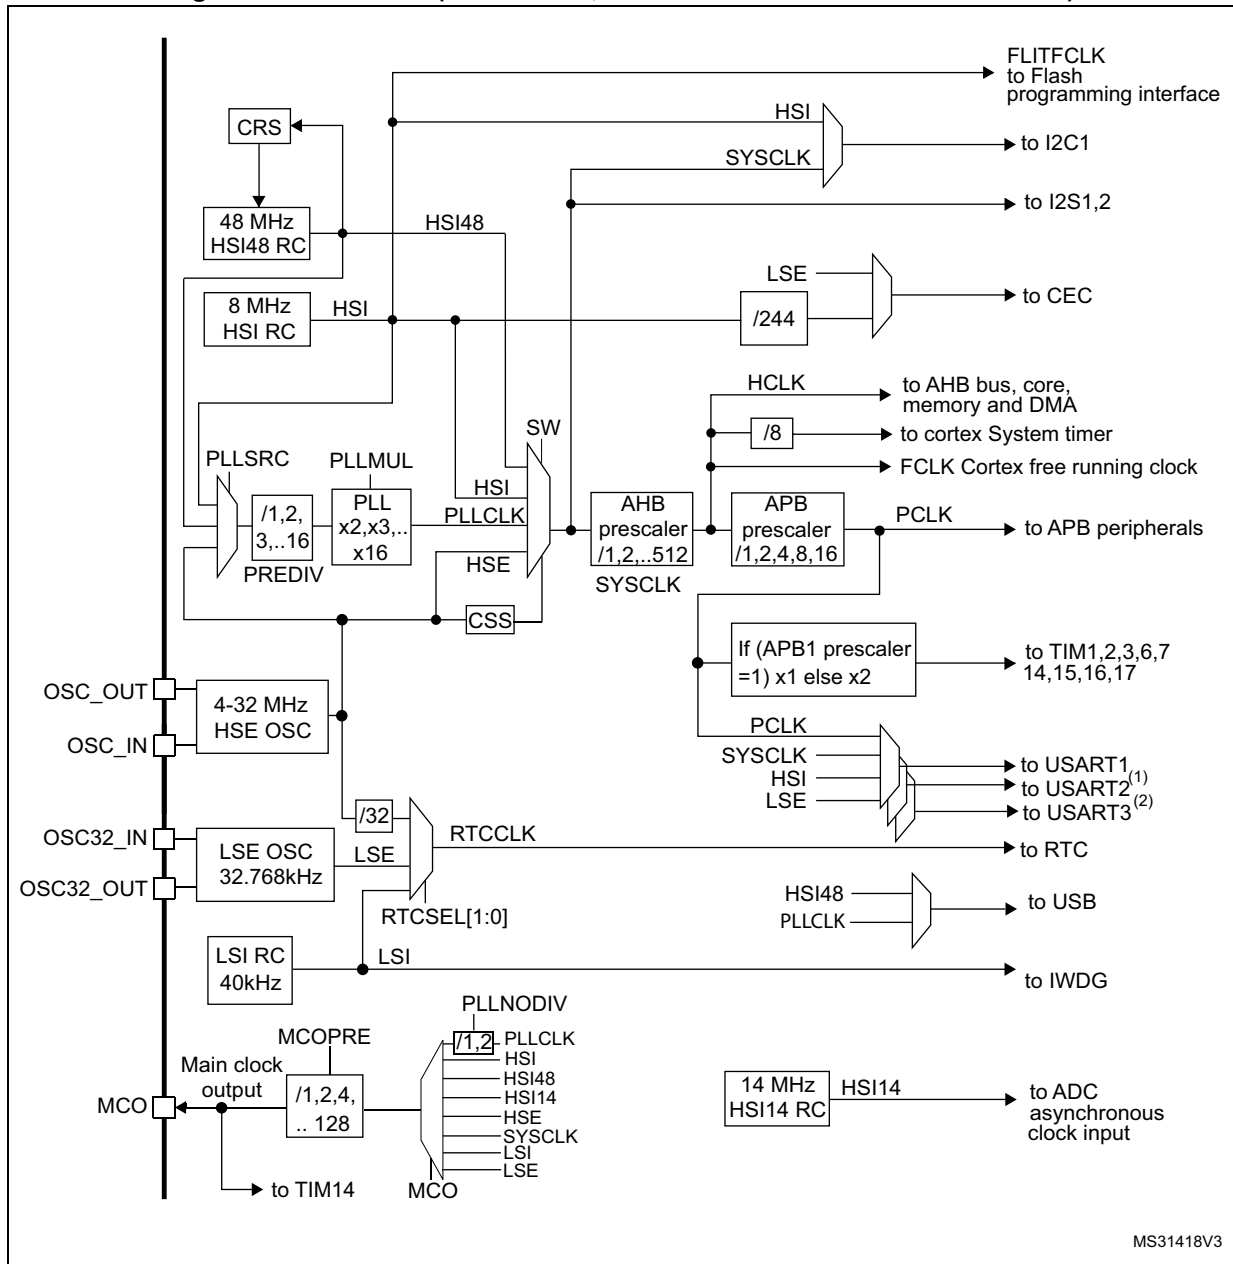 FLITFCLK
to Flash
programming interface
HSI
to I2C1
SYSCLK
CRS
to I2S1,2
48 MHz
HSI48 RC
HSI48
LSE
to CEC
8 MHz
HSI RC
HSI
/244
HCLK
to AHB bus, core,
memory and DMA
/8
to cortex System timer
FCLK Cortex free running clock
SW
PLLSRC
PLLMUL
/1,2,
3,..16
PREDIV
PLL
x2,x3,..
x16
HSI
PLLCLK
HSE
AHB
prescaler
/1,2,..512
SYSCLK
APB
prescaler
/1,2,4,8,16
PCLK
to APB peripherals
CSS
If (APB1 prescaler
=1) x1 else x2
to TIM1,2,3,6,7
14,15,16,17
OSC_OUT
OSC_IN
4-32 MHz
HSE OSC
PCLK
SYSCLK
HSI
LSE
to USART1
to USART2(1)
to USART3(2)
/32
OSC32_IN
OSC32_OUT
LSE OSC
32.768kHz
LSE
RTCCLK
to RTC
RTCSEL[1:0]
HSI48
PLLCLK
to USB
LSI RC
40kHz
LSI
to IWDG
PLLNODIV
MCOPRE
/1,2
PLLCLK
HSI
HSI48
HSI14
HSE
SYSCLK
LSI
LSE
Main clock
output
MCO
/1,2,4,
.. 128
MCO
to TIM14
14 MHz
HSI14 RC
HSI14
to ADC
asynchronous
clock input
MS31418V3